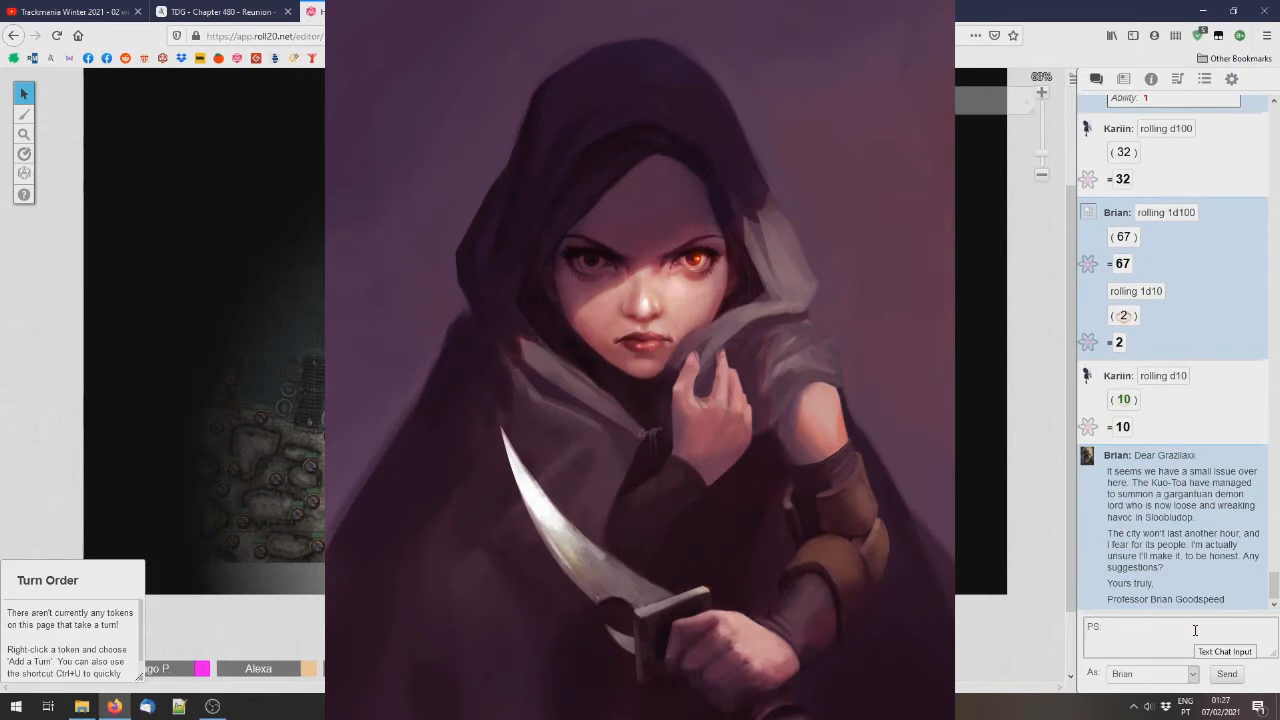 Tracktmania Winter 2021 - 02
TDG - Chapter 480 - Reunion -
https://app.roll20.net/editor/
Other Bookmarks
60%
Ability: 1
Kariin: rolling d100
( 32 )
= 32
Brian: rolling 1d100
( 67 )
= 67
rolling 1d10
( 2 )
= 2
Kariin: rolling d10
( 10 )
= 10
Brian: Dear Grazilaxx
It seems we have a small issue over
here. The Kuo-Toa have managed
to summon a gargantuan demon
lord who is now loose and wreaking
havoc in Sloobludop.
The city won't last another hour, and
I fear for its people. I'm actually
unsure I'll make it, to be honest. Any
suggestions?
Yours truly,
Professor Brian Goodspeed
PS:
Text Chat Input
As:
Brian
Send
Turn Order
There aren't currently any tokens
on this page that take a turn!
Right-click a token and choose
'Add a Turn'. You can also use
the shortcut Ctrl+U to quickly
go P.
Alexa
ENG
PT
01:27
07/02/2021